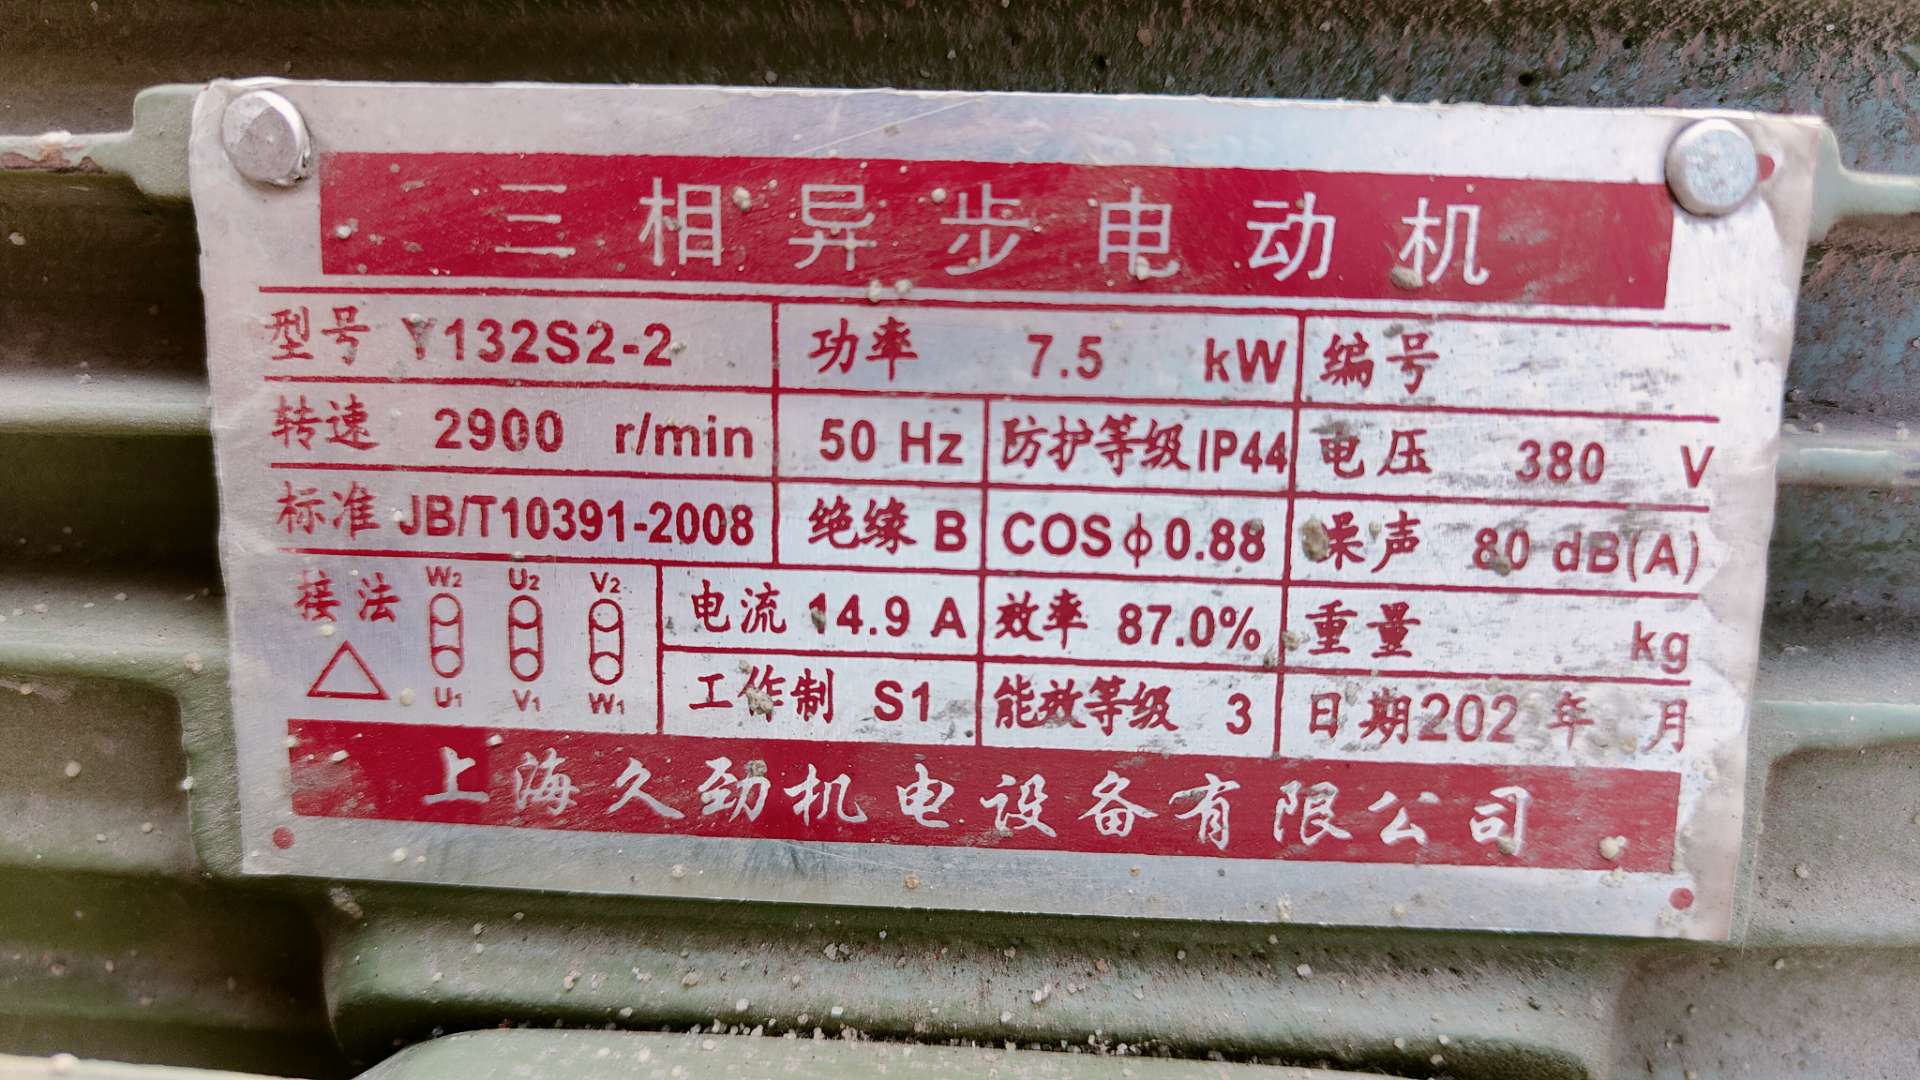 三相异步电动机
型号 Y132S2-2 功率 7.5 kW 编号
转速 2900 r/min 50 Hz 防护等级 IP44 电压 380 V
标准 JB/T10391-2008 绝缘 B COSφ0.88 噪声 80 dB(A)
接法 W2 U2 V2 电流 14.9 A 效率 87.0% 重量 kg
△ U1 V1 W1 工作制 S1 能效等级 3 日期202 年 月
上海久劲机电设备有限公司